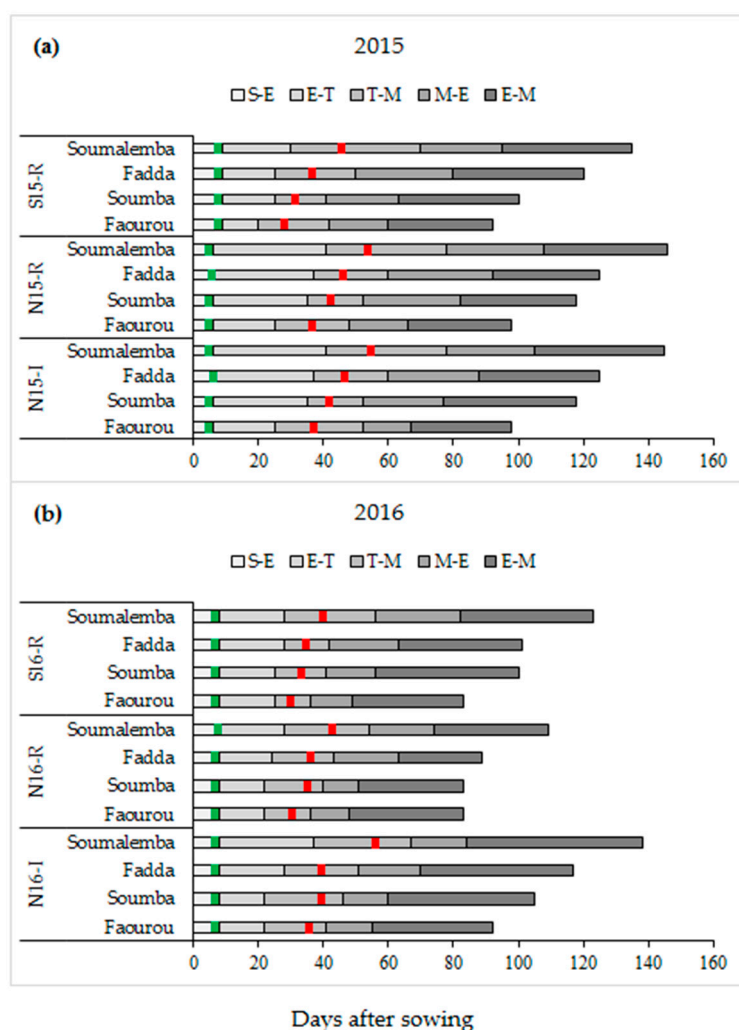 (a) 2015
S-E E-T T-M M-E E-M
S15-R
Soumalemba
Fadda
Soumba
Faourou
N15-R
Soumalemba
Fadda
Soumba
Faourou
N15-I
Soumalemba
Fadda
Soumba
Faourou
0 20 40 60 80 100 120 140 160
(b) 2016
S-E E-T T-M M-E E-M
S16-R
Soumalemba
Fadda
Soumba
Faourou
N16-R
Soumalemba
Fadda
Soumba
Faourou
N16-I
Soumalemba
Fadda
Soumba
Faourou
0 20 40 60 80 100 120 140 160
Days after sowing